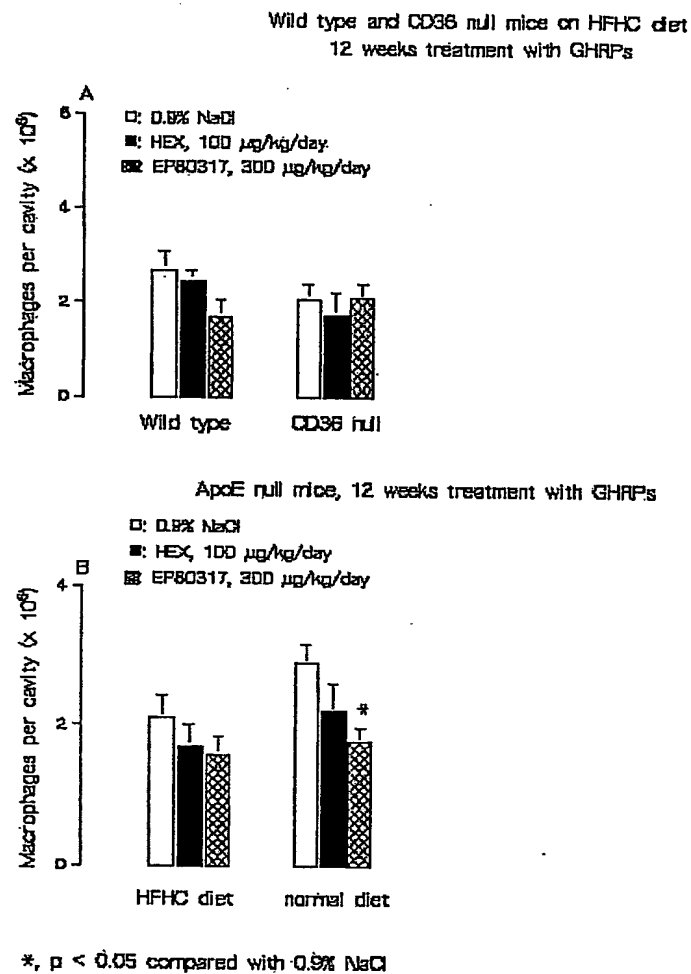 Wild type and CD36 null mice on HFHC diet
12 weeks treatment with GHRPs
A
6
4
2
0
Macrophages per cavity (x 10⁶)
□: 0.9% NaCl
■: HEX, 100 µg/kg/day.
▩ EP80317, 300 µg/kg/day
Wild type
CD36 null
ApoE null mice, 12 weeks treatment with GHRPs
□: 0.9% NaCl
■: HEX, 100 µg/kg/day
▩ EP80317, 300 µg/kg/day
B
4
2
0
Macrophages per cavity (x 10⁶)
*
HFHC diet
normal diet
*, p < 0.05 compared with 0.9% NaCl